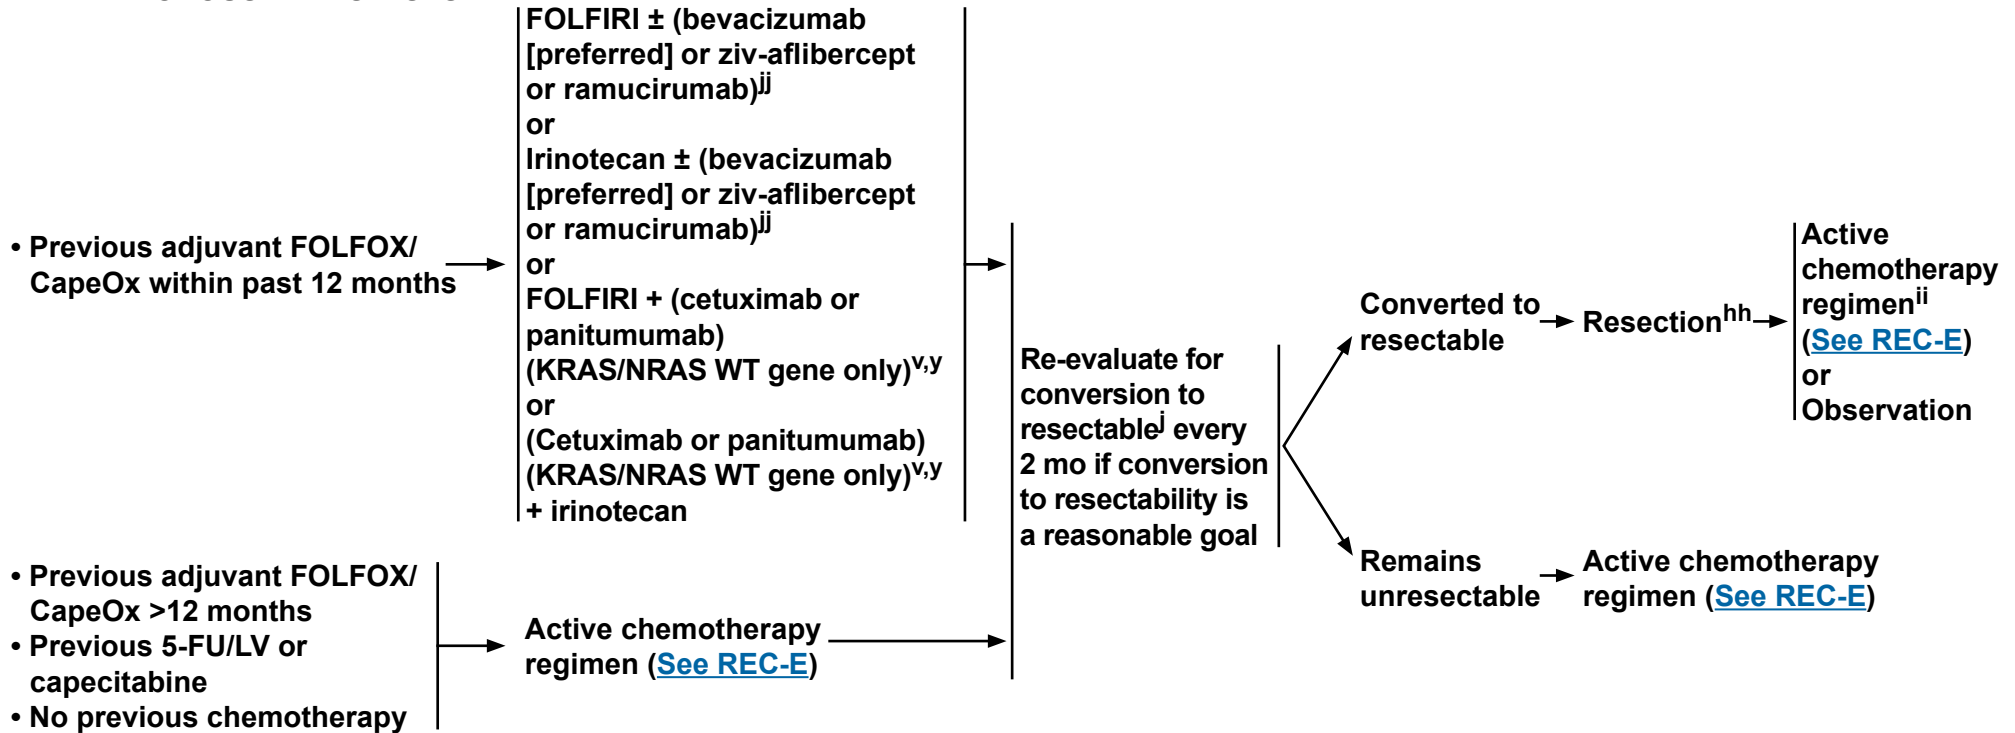 • Previous adjuvant FOLFOX/
CapeOx within past 12 months
FOLFIRI ± (bevacizumab
[preferred] or ziv-aflibercept
or ramucirumab)jj
or
Irinotecan ± (bevacizumab
[preferred] or ziv-aflibercept
or ramucirumab)jj
or
FOLFIRI + (cetuximab or
panitumumab)
(KRAS/NRAS WT gene only)v,y
or
(Cetuximab or panitumumab)
(KRAS/NRAS WT gene only)v,y
+ irinotecan
• Previous adjuvant FOLFOX/
CapeOx >12 months
• Previous 5-FU/LV or
capecitabine
• No previous chemotherapy
Active chemotherapy
regimen (See REC-E)
Re-evaluate for
conversion to
resectablej every
2 mo if conversion
to resectability is
a reasonable goal
Converted to
resectable
Resectionhh
Active
chemotherapy
regimenii
(See REC-E)
or
Observation
Remains
unresectable
Active chemotherapy
regimen (See REC-E)